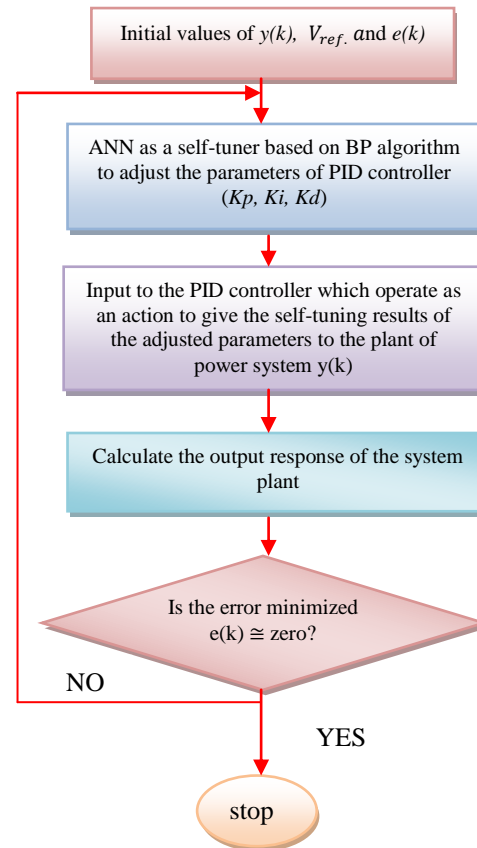 Initial values of y(k), V_ref. and e(k)
ANN as a self-tuner based on BP algorithm
to adjust the parameters of PID controller
(Kp, Ki, Kd)
Input to the PID controller which operate as
an action to give the self-tuning results of
the adjusted parameters to the plant of
power system y(k)
Calculate the output response of the system
plant
Is the error minimized
e(k) ≅ zero?
NO
YES
stop